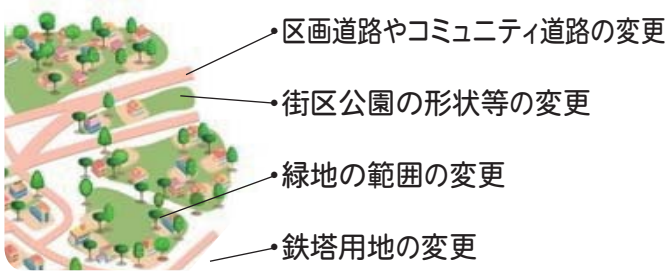 ・区画道路やコミュニティ道路の変更
・街区公園の形状等の変更
・緑地の範囲の変更
・鉄塔用地の変更